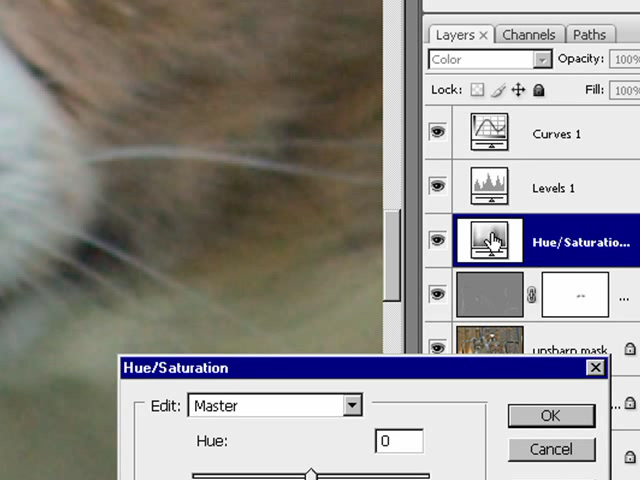 Layers × Channels Paths
Color Opacity: 100%
Lock: Fill: 100%
Curves 1
Levels 1
Hue/Saturatio...
...
unsharp mask
Hue/Saturation
...
Edit: Master
OK
Hue: 0
Cancel